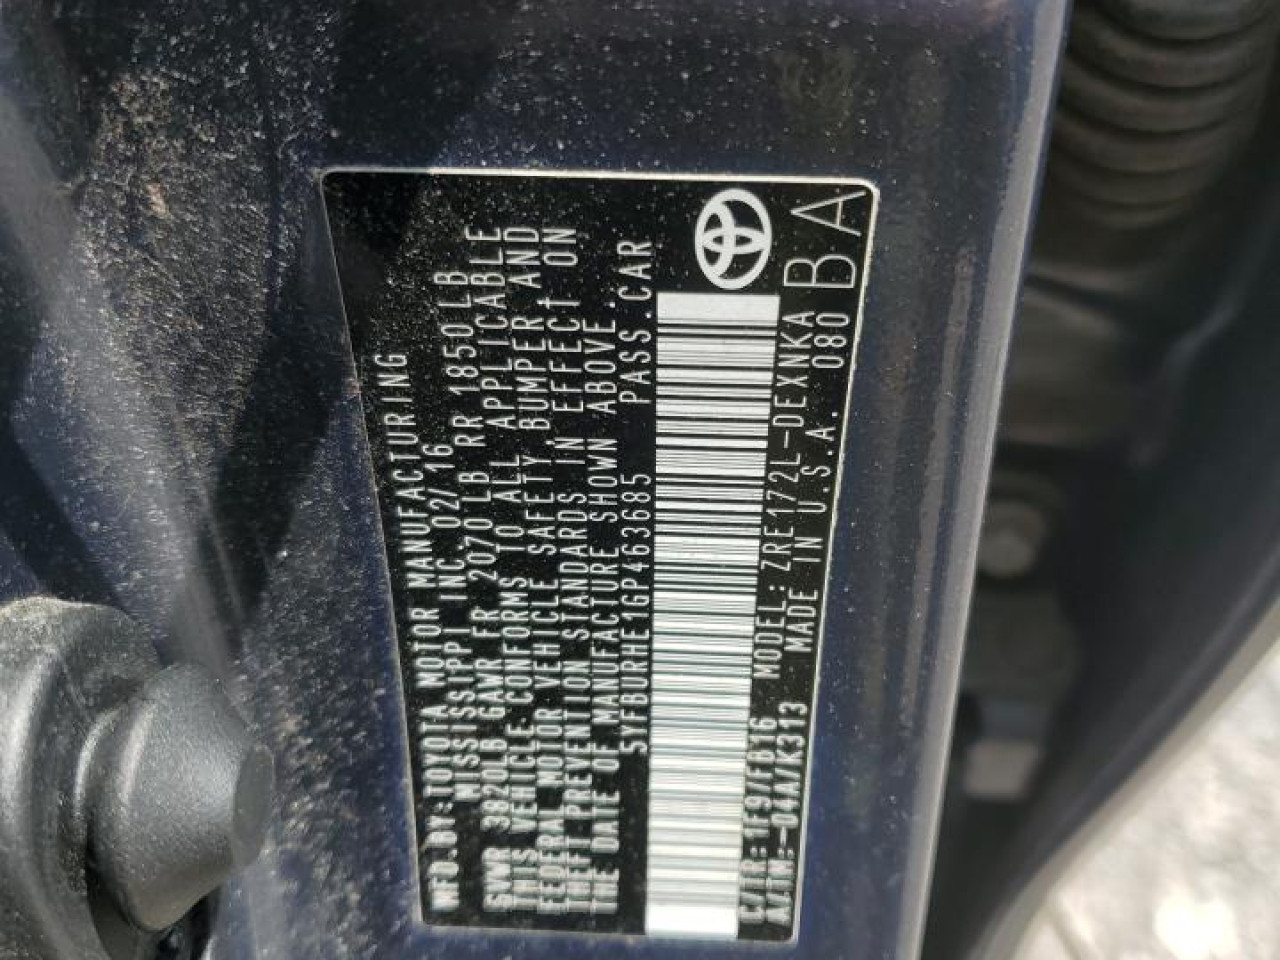 MFD.BY:TOYOTA MOTOR MANUFACTURING
MISSISSIPPI INC. 02/16
GVWR 3820LB GAWR FR 2070LB RR 1850LB
THIS VEHICLE CONFORMS TO ALL APPLICABLE
FEDERAL MOTOR VEHICLE SAFETY, BUMPER AND
THEFT PREVENTION STANDARDS IN EFFECT ON
THE DATE OF MANUFACTURE SHOWN ABOVE.
5YFBURHE1GP463685 PASS.CAR
C/TR: 1F9/FB16 MODEL: ZRE172L-DEXNKA
A/TM: -04A/K313 MADE IN U.S.A. 080
BA